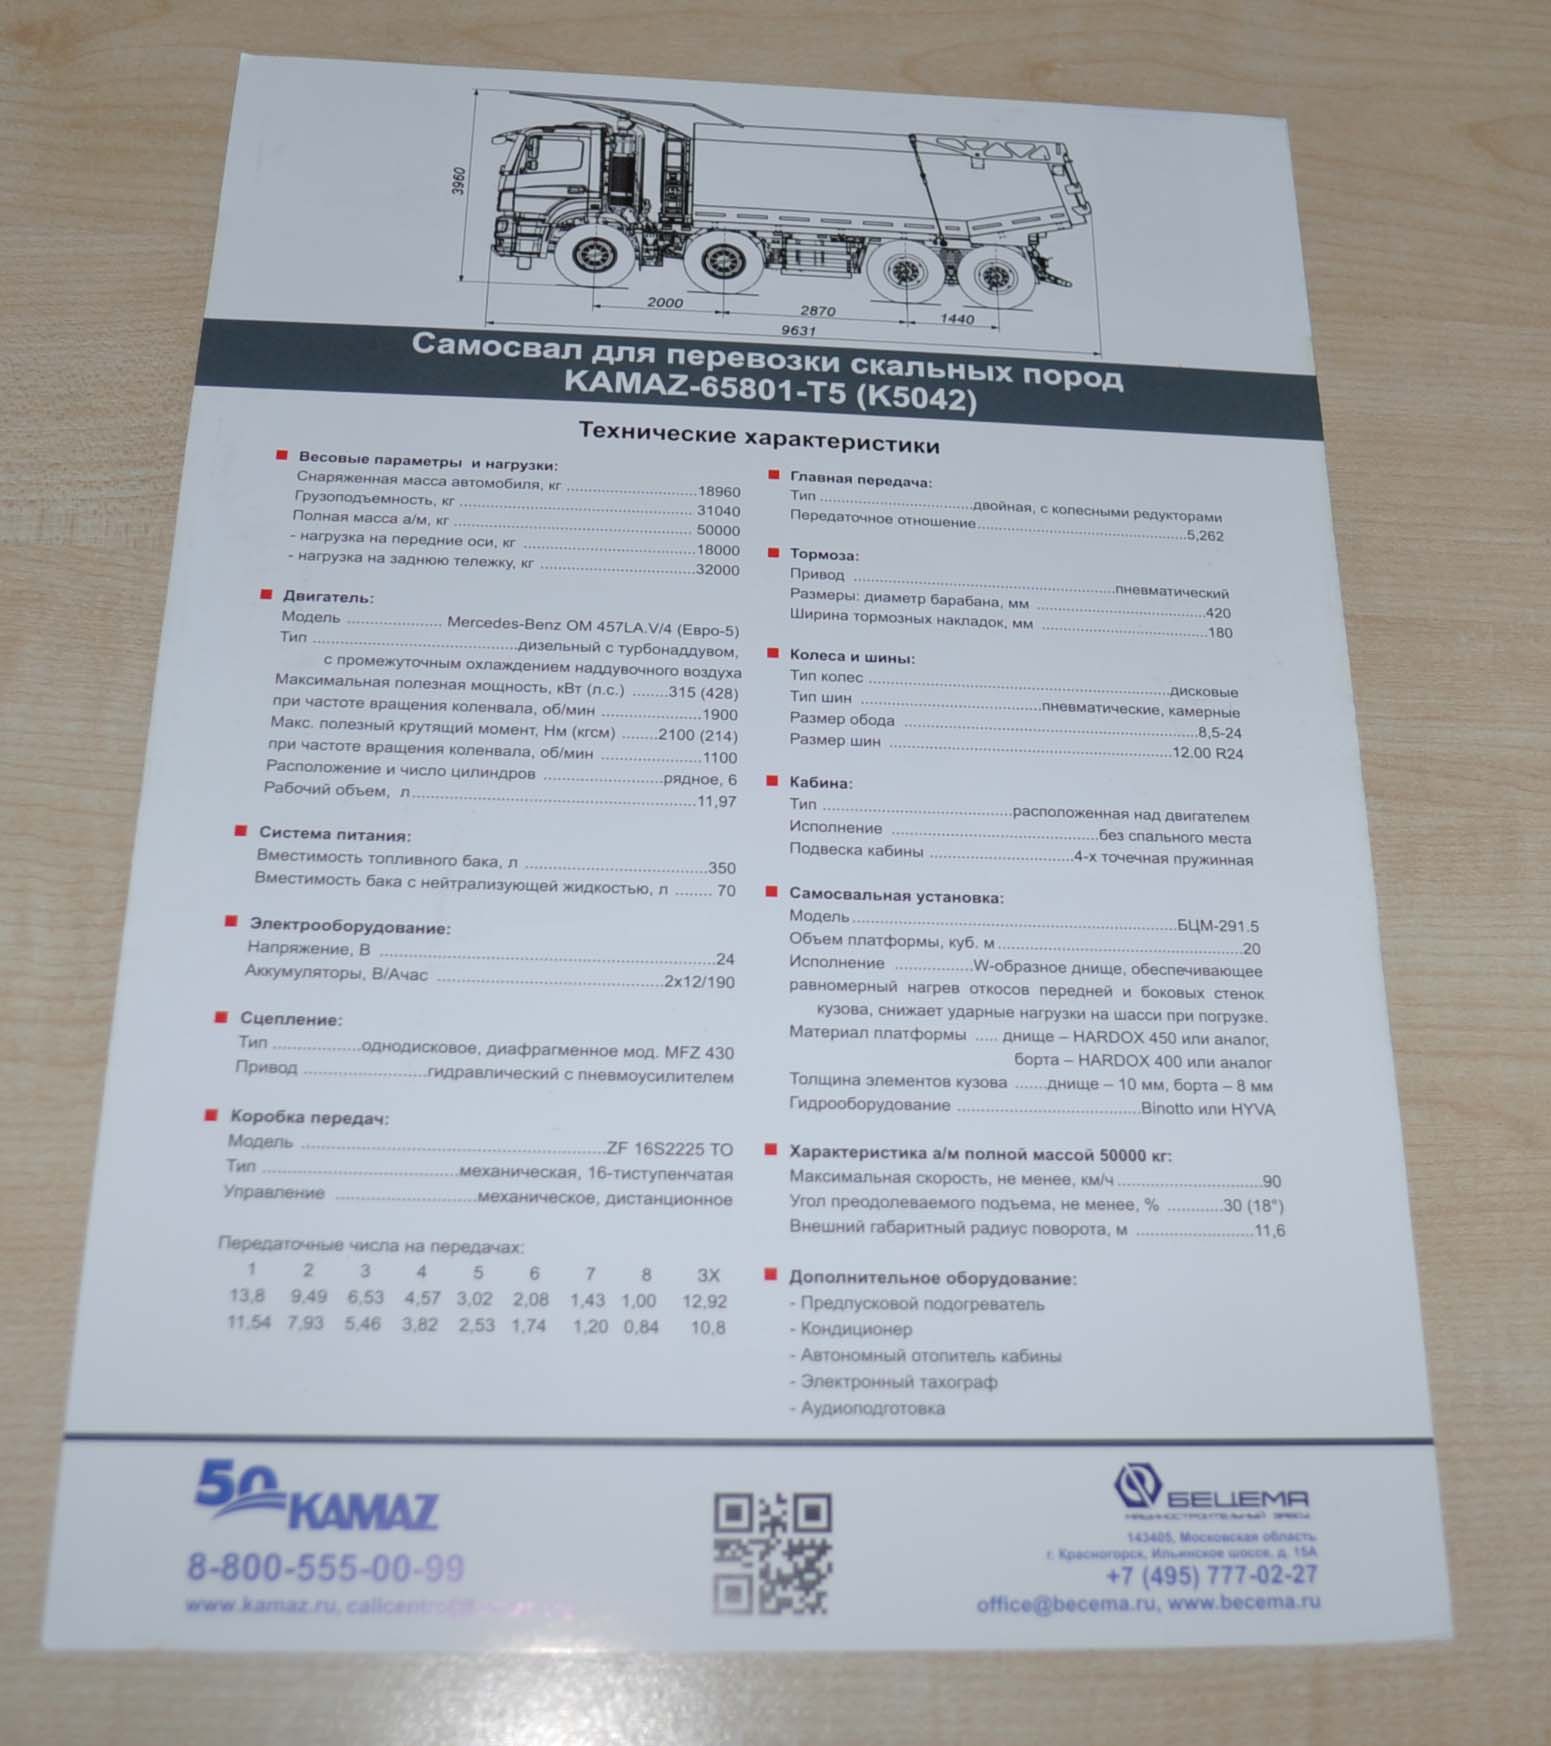 3960
2000
2870
1440
9631
Самосвал для перевозки скальных пород
KAMAZ-65801-T5 (K5042)
Технические характеристики
Весовые параметры и нагрузки:
Снаряженная масса автомобиля, кг ........................18960
Грузоподъемность, кг ........................ 31040
Полная масса а/м, кг ........................ 50000
- нагрузка на передние оси, кг ........................18000
- нагрузка на заднюю тележку, кг ........................32000
Двигатель:
Модель ................... Mercedes-Benz OM 457LA.V/4 (Евро-5)
Тип ........................дизельный с турбонаддувом,
с промежуточным охлаждением наддувочного воздуха
Максимальная полезная мощность, кВт (л.с.) ........315 (428)
при частоте вращения коленвала, об/мин ........................1900
Макс. полезный крутящий момент, Нм (кгсм) ........2100 (214)
при частоте вращения коленвала, об/мин ........................1100
Расположение и число цилиндров ........................рядное, 6
Рабочий объем, л........................11,97
Система питания:
Вместимость топливного бака, л ........................350
Вместимость бака с нейтрализующей жидкостью, л ........ 70
Электрооборудование:
Напряжение, В ........................24
Аккумуляторы, В/Ачас ........................2х12/190
Сцепление:
Тип ...................однодисковое, диафрагменное мод. MFZ 430
Привод ........................гидравлический с пневмоусилителем
Коробка передач:
Модель ........................ZF 16S2225 TO
Тип ........................механическая, 16-тиступенчатая
Управление ........................механическое, дистанционное
Передаточные числа на передачах:
1 2 3 4 5 6 7 8 3X
13,8 9,49 6,53 4,57 3,02 2,08 1,43 1,00 12,92
11,54 7,93 5,46 3,82 2,53 1,74 1,20 0,84 10,8
Главная передача:
Тип ........................двойная, с колесными редукторами
Передаточное отношение........................5,262
Тормоза:
Привод ........................пневматический
Размеры: диаметр барабана, мм ........................420
Ширина тормозных накладок, мм ........................180
Колеса и шины:
Тип колес ........................дисковые
Тип шин ........................пневматические, камерные
Размер обода ........................8,5-24
Размер шин ........................12.00 R24
Кабина:
Тип ........................расположенная над двигателем
Исполнение ........................без спального места
Подвеска кабины ........................4-х точечная пружинная
Самосвальная установка:
Модель........................БЦМ-291.5
Объем платформы, куб. м........................20
Исполнение ................W-образное днище, обеспечивающее
равномерный нагрев откосов передней и боковых стенок
кузова, снижает ударные нагрузки на шасси при погрузке.
Материал платформы ..... днище – HARDOX 450 или аналог,
борта – HARDOX 400 или аналог
Толщина элементов кузова .......днище – 10 мм, борта – 8 мм
Гидрооборудование ........................Binotto или HYVA
Характеристика а/м полной массой 50000 кг:
Максимальная скорость, не менее, км/ч ........................90
Угол преодолеваемого подъема, не менее, % ............30 (18°)
Внешний габаритный радиус поворота, м ........................11,6
Дополнительное оборудование:
- Предпусковой подогреватель
- Кондиционер
- Автономный отопитель кабины
- Электронный тахограф
- Аудиоподготовка
50 KAMAZ
8-800-555-00-99
www.kamaz.ru,
БЕЦЕМА
МАШИНОСТРОИТЕЛЬНЫЙ ЗАВОД
143405, Московская область
г. Красногорск, Ильинское шоссе, д. 15А
+7 (495) 777-02-27
office@becema.ru, www.becema.ru